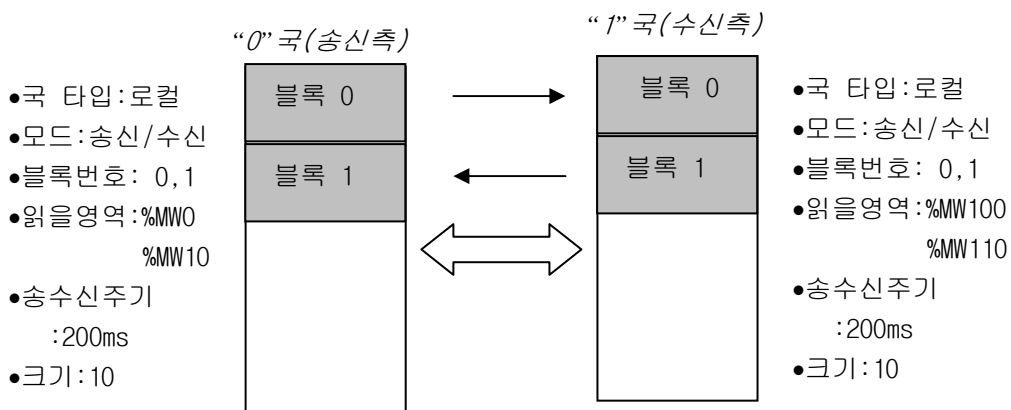 “0”국(송신측)
●국 타입:로컬
●모드:송신/수신
●블록번호: 0,1
●읽을영역:%MW0
%MW10
●송수신주기
:200ms
●크기:10
블록 0
블록 1
“1”국(수신측)
블록 0
블록 1
●국 타입:로컬
●모드:송신/수신
●블록번호: 0,1
●읽을영역:%MW100
%MW110
●송수신주기
:200ms
●크기:10